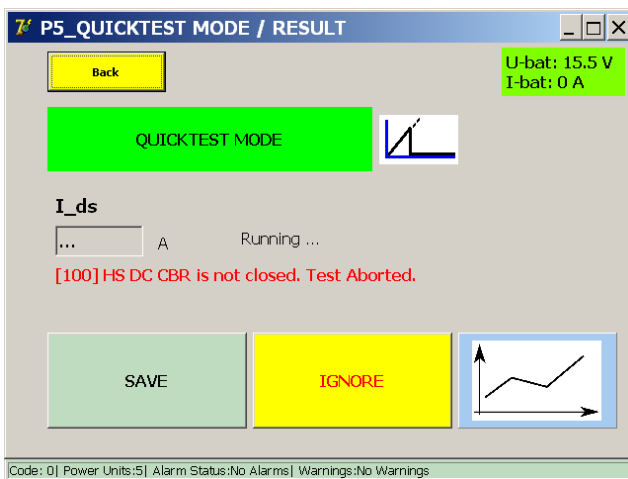 P5_QUICKTEST MODE / RESULT
Back
U-bat: 15.5 V
I-bat: 0 A
QUICKTEST MODE
I_ds
... A Running ...
[100] HS DC CBR is not closed. Test Aborted.
SAVE
IGNORE
Code: 0| Power Units:5| Alarm Status:No Alarms| Warnings:No Warnings